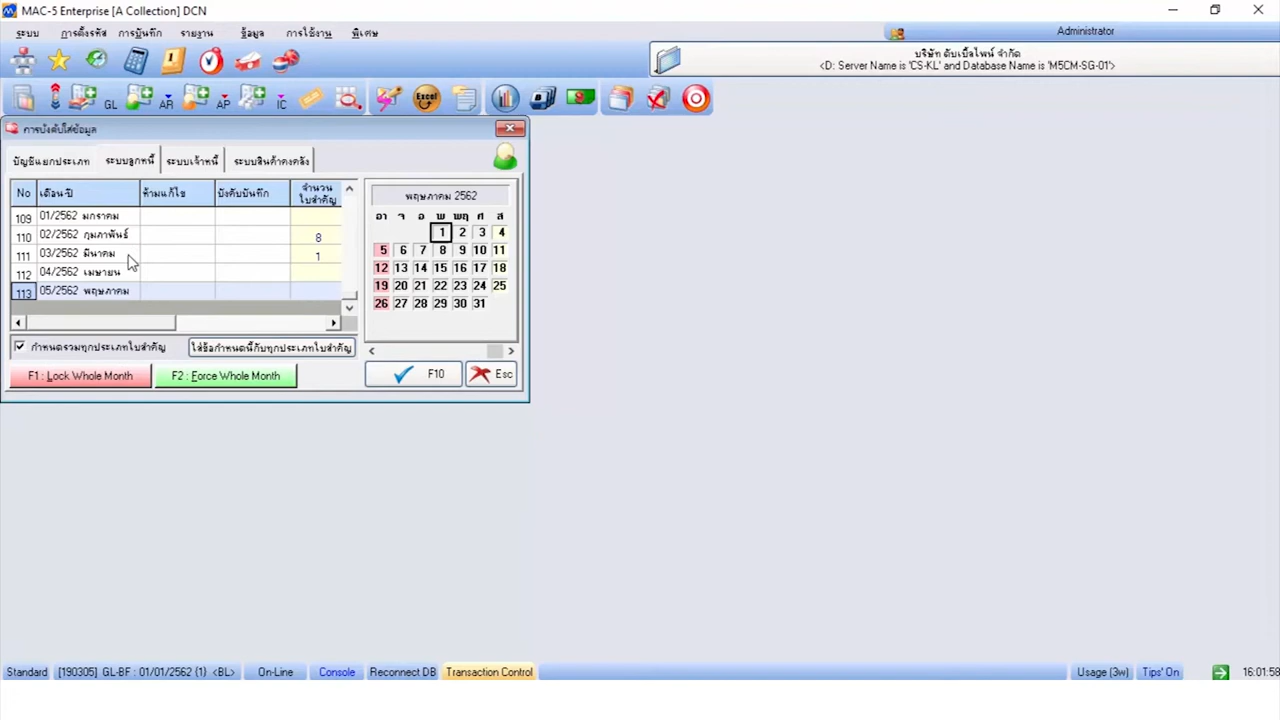 MAC-5 Enterprise [A Collection] DCN
ระบบ การตั้งรหัส การบันทึก รายงาน ข้อมูล การใช้งาน พิเศษ
Administrator
บริษัท ดับเบิ้ลไพน์ จำกัด
<D: Server Name is 'CS-KL' and Database Name is 'M5CM-SG-01'>
GL AR AP IC Excel
การบังคับใส่ข้อมูล
บัญชีแยกประเภท ระบบลูกหนี้ ระบบเจ้าหนี้ ระบบสินค้าคงคลัง
No เดือน-ปี ห้ามแก้ไข บังคับบันทึก จำนวน
ใบสำคัญ
109 01/2562 มกราคม
110 02/2562 กุมภาพันธ์ 8
111 03/2562 มีนาคม 1
112 04/2562 เมษายน
113 05/2562 พฤษภาคม
พฤษภาคม 2562
อา จ อ พ พฤ ศ ส
1 2 3 4
5 6 7 8 9 10 11
12 13 14 15 16 17 18
19 20 21 22 23 24 25
26 27 28 29 30 31
กำหนดรวมทุกประเภทใบสำคัญ ใส่ข้อกำหนดนี้กับทุกประเภทใบสำคัญ
F1 : Lock Whole Month F2 : Force Whole Month F10 Esc
Standard [190305] GL-BF : 01/01/2562 (1) <BL> On-Line Console Reconnect DB Transaction Control Usage (3w) Tips' On 16:01:58